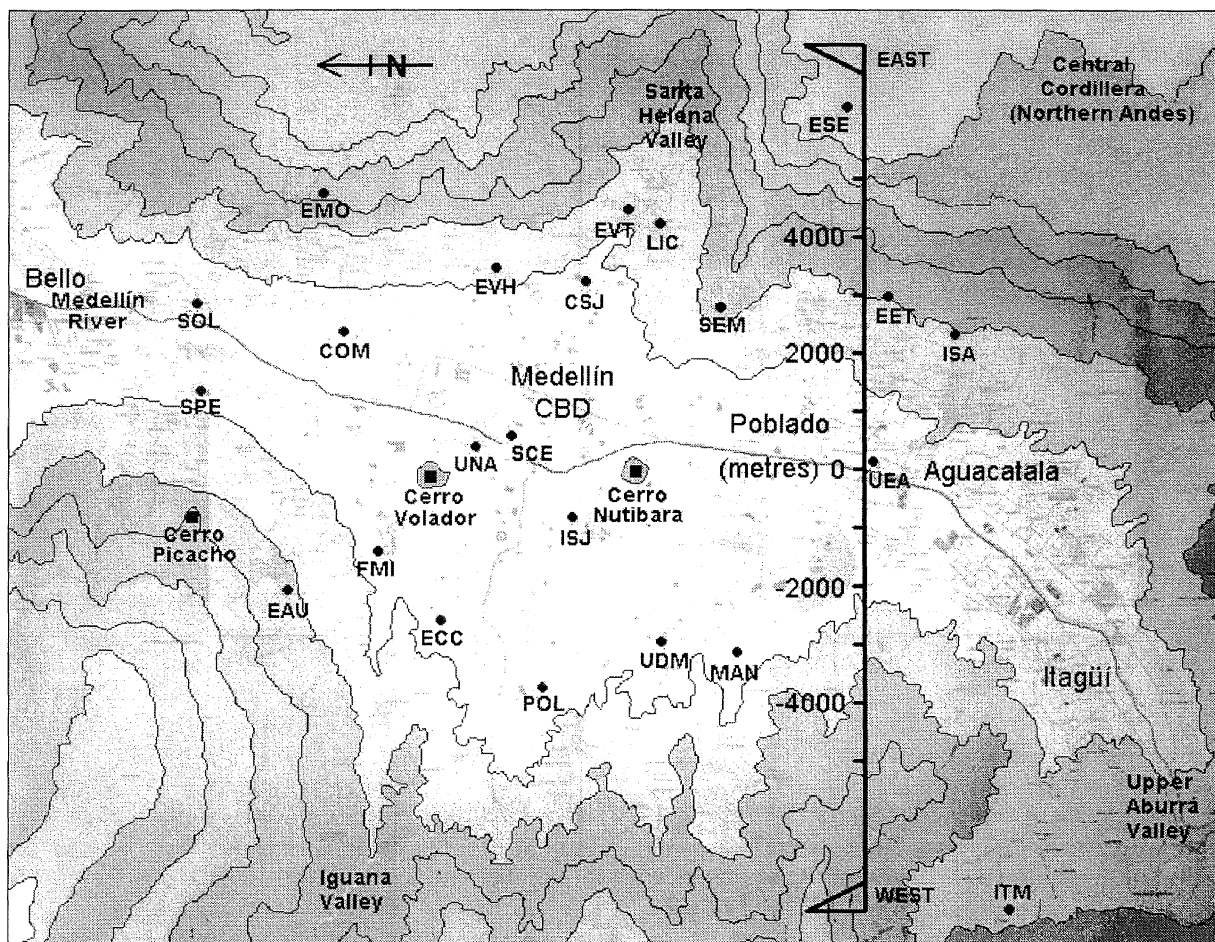 N
EAST
Central
Cordillera
(Northern Andes)
Santa
Helena
Valley
ESE
EMO
EVT
LIC
4000
Bello
Medellín
River
EVH
CSJ
SOL
SEM
EET
COM
ISA
2000
Medellín
CBD
SPE
Poblado
SCE
UNA
(metres) 0
UEA
Aguacatala
Cerro
Volador
Cerro
Nutibara
Cerro
Picacho
ISJ
FMI
EAU
-2000
ECC
UDM
MAN
Itagüí
POL
-4000
Upper
Aburrá
Valley
Iguana
Valley
WEST
ITM